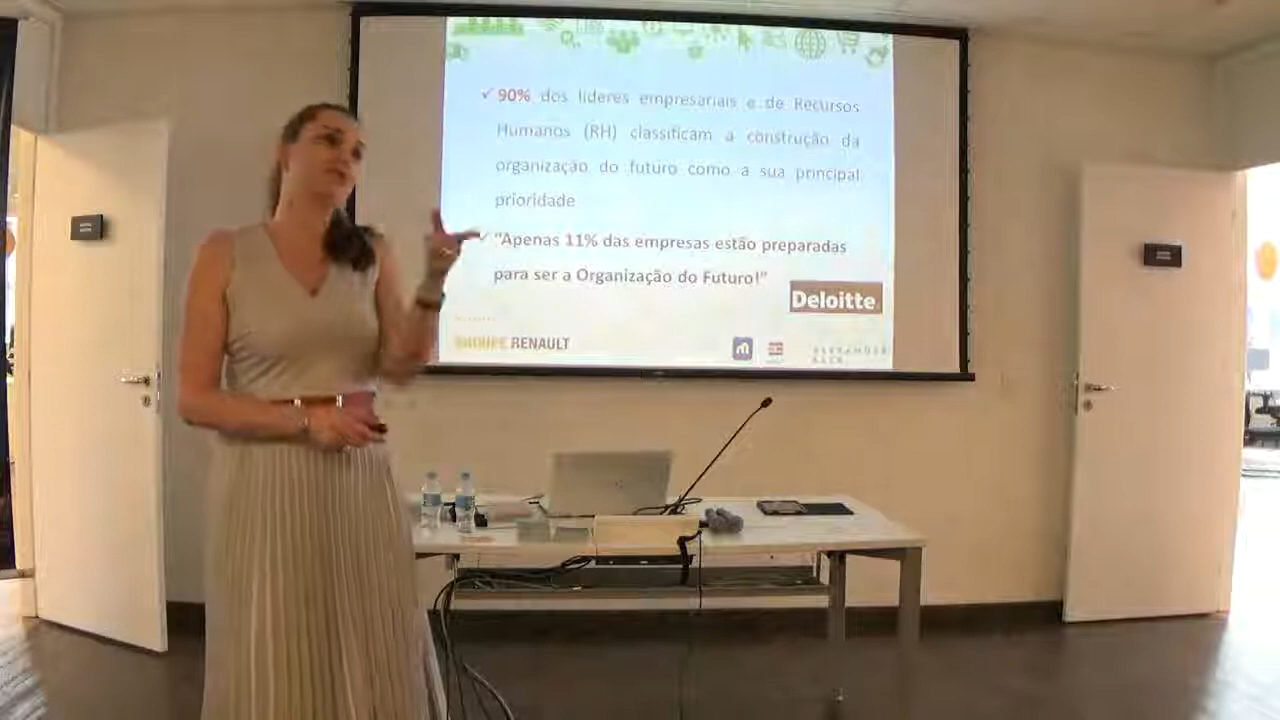 ✓ 90% dos líderes empresariais e de Recursos
Humanos (RH) classificam a construção da
organização do futuro como a sua principal
prioridade
✓ "Apenas 11% das empresas estão preparadas
para ser a Organização do Futuro!"
Deloitte.
GROUPE RENAULT